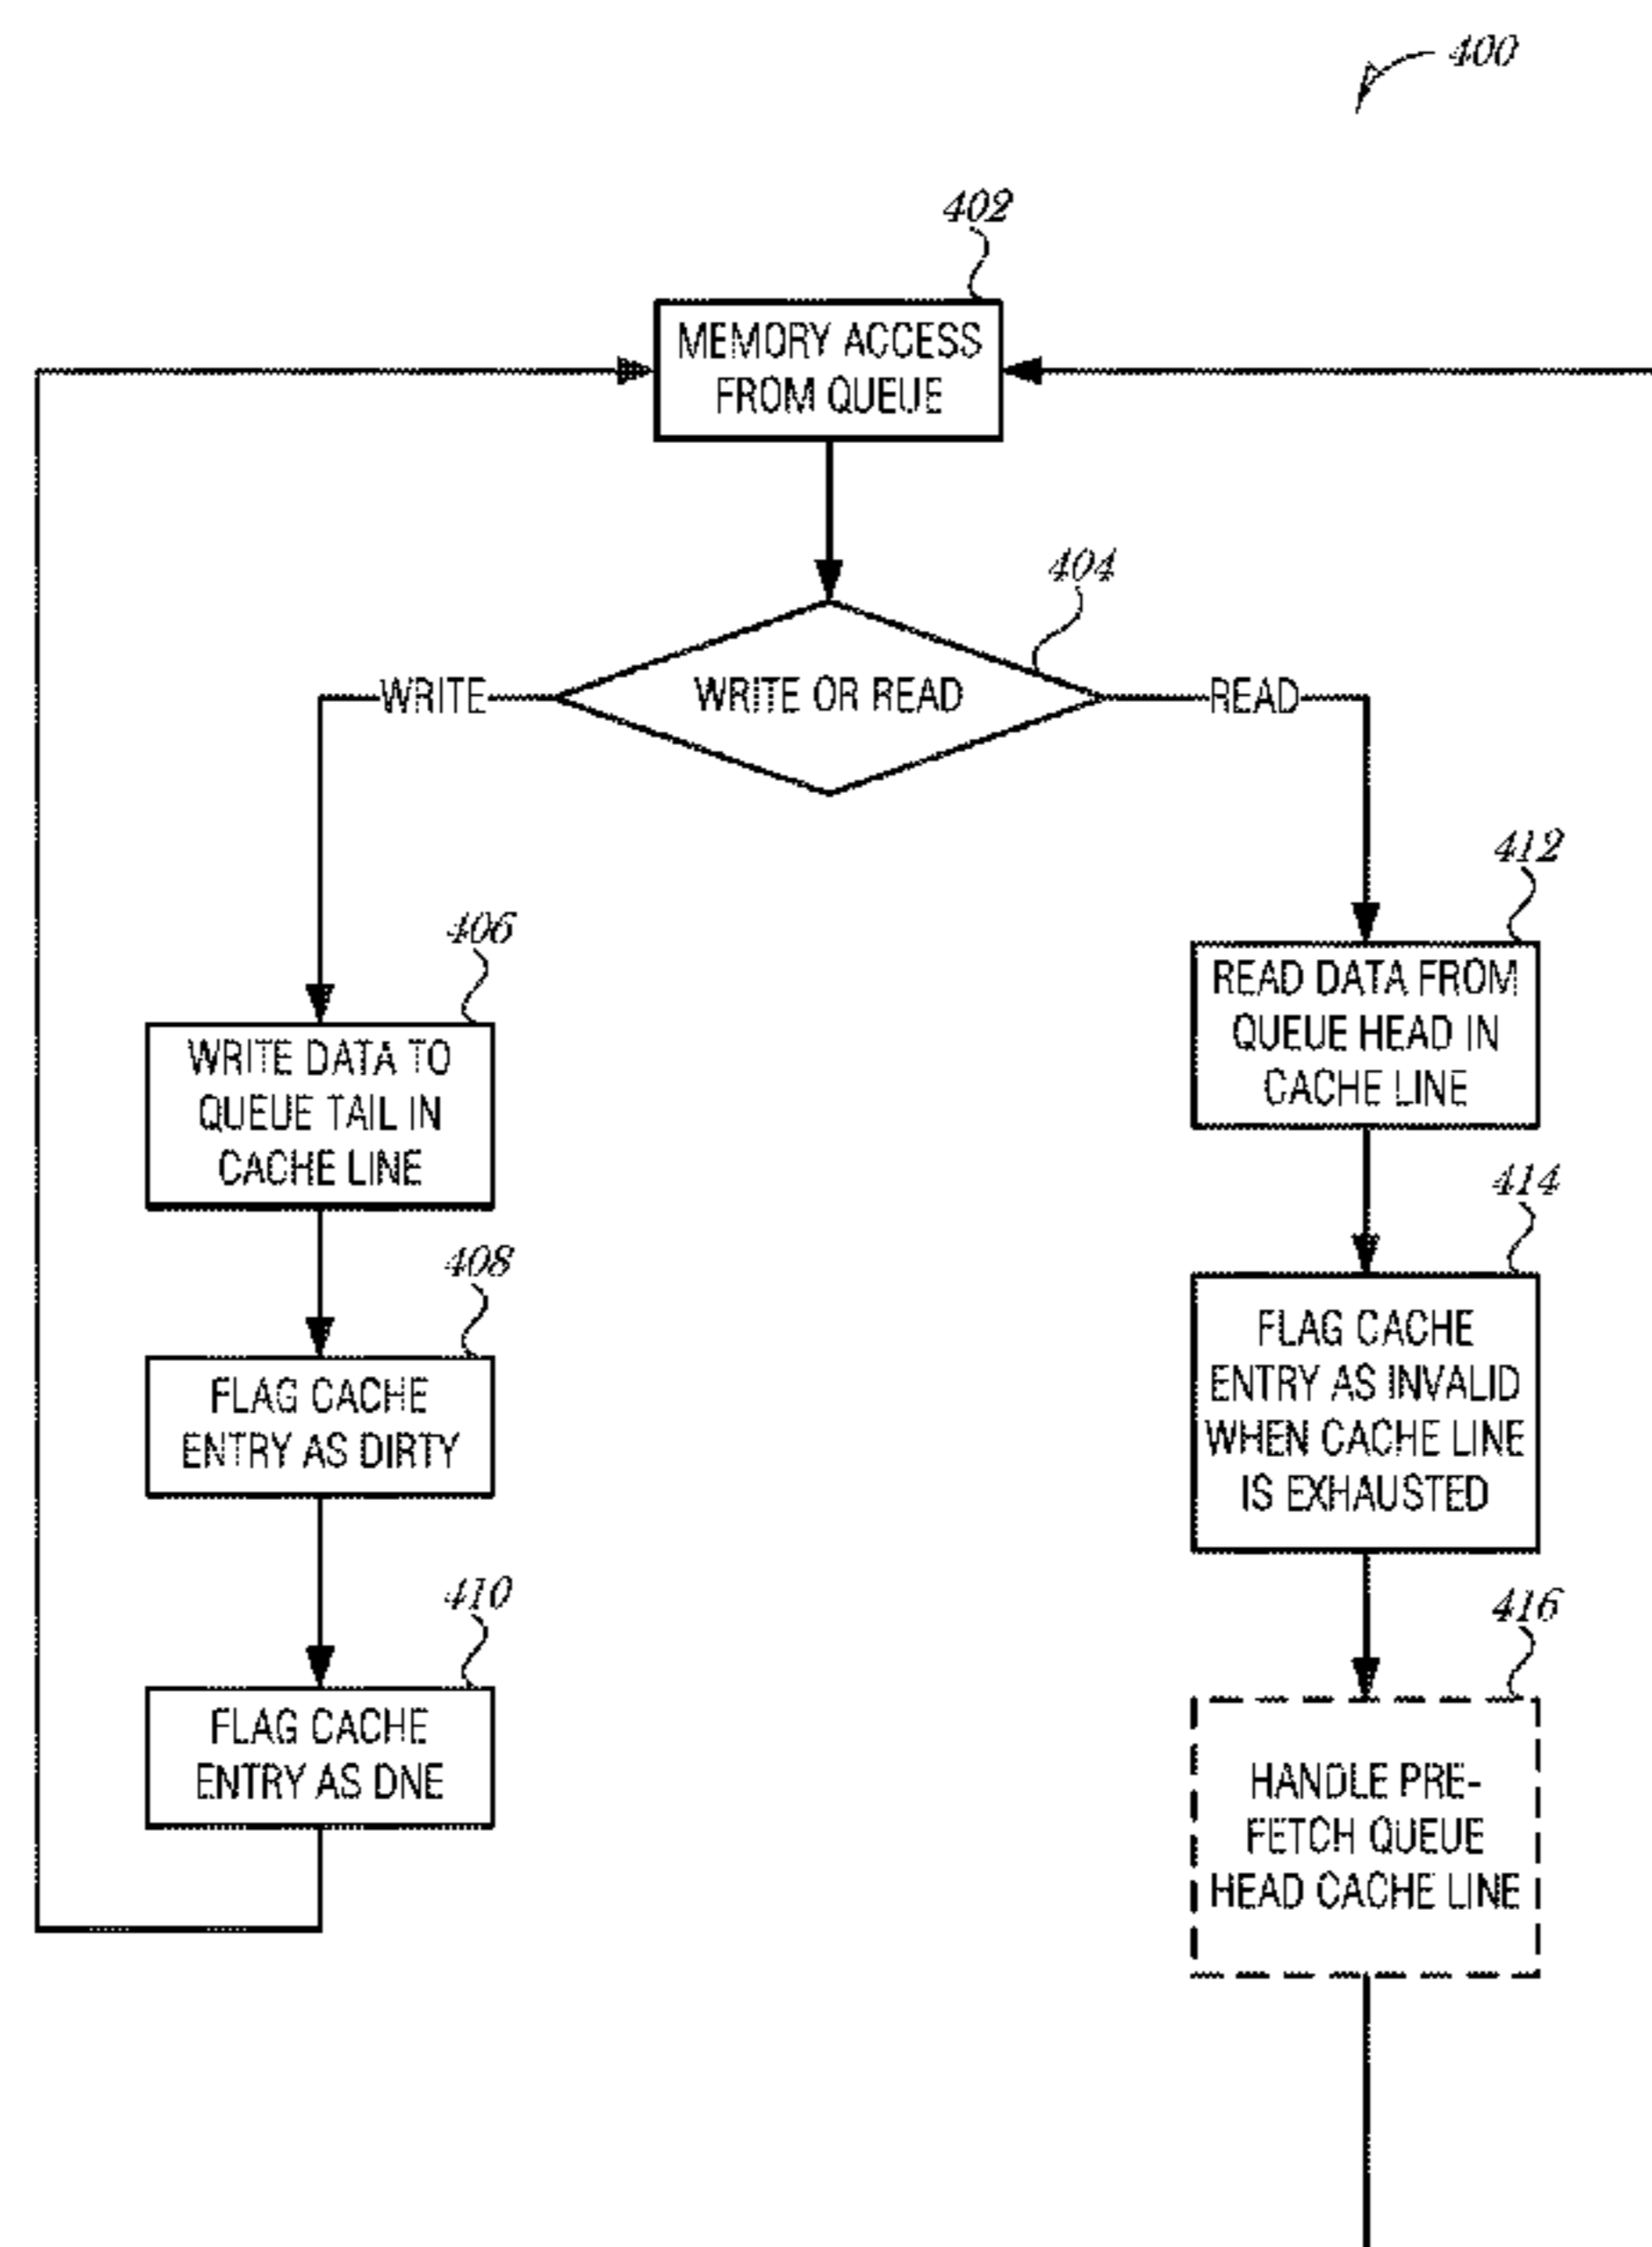 400
402
MEMORY ACCESS
FROM QUEUE
404
WRITE
WRITE OR READ
READ
406
WRITE DATA TO
QUEUE TAIL IN
CACHE LINE
408
FLAG CACHE
ENTRY AS DIRTY
410
FLAG CACHE
ENTRY AS DNE
412
READ DATA FROM
QUEUE HEAD IN
CACHE LINE
414
FLAG CACHE
ENTRY AS INVALID
WHEN CACHE LINE
IS EXHAUSTED
416
HANDLE PRE-
FETCH QUEUE
HEAD CACHE LINE